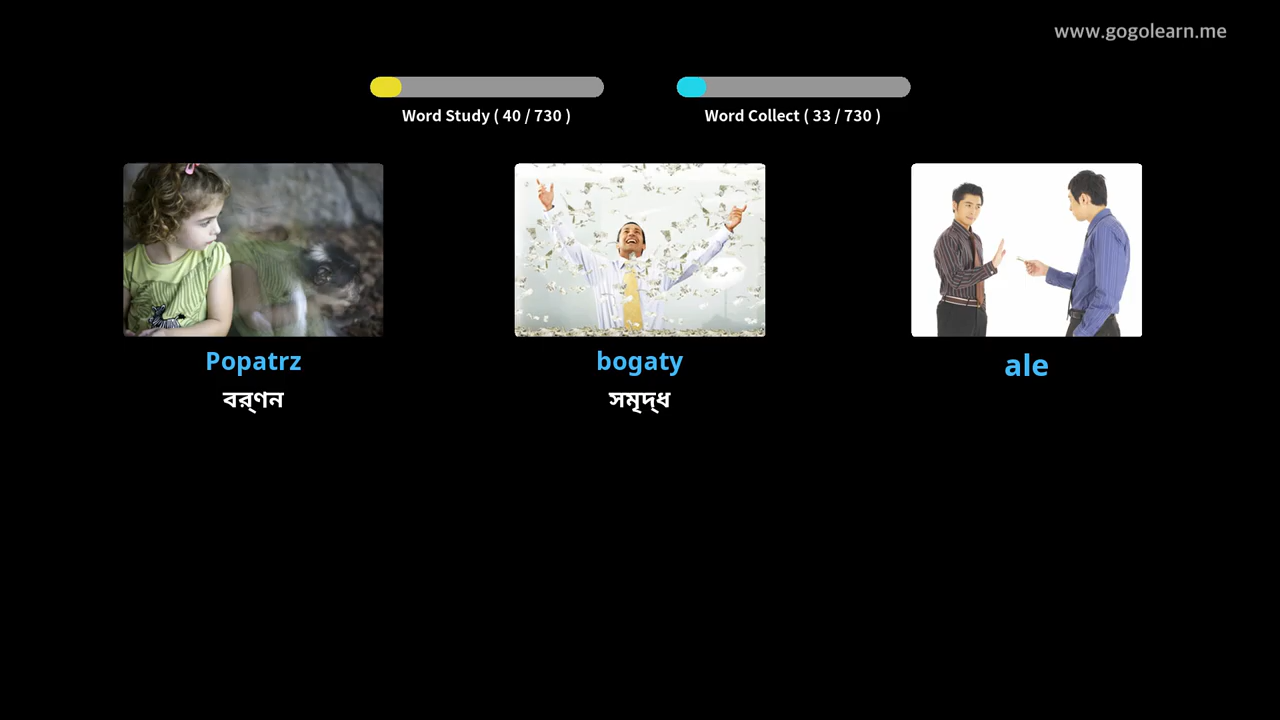 www.gogolearn.me
Word Study ( 40 / 730 )
Word Collect ( 33 / 730 )
Popatrz
bogaty
ale
বর্ণন
সমৃদ্ধ